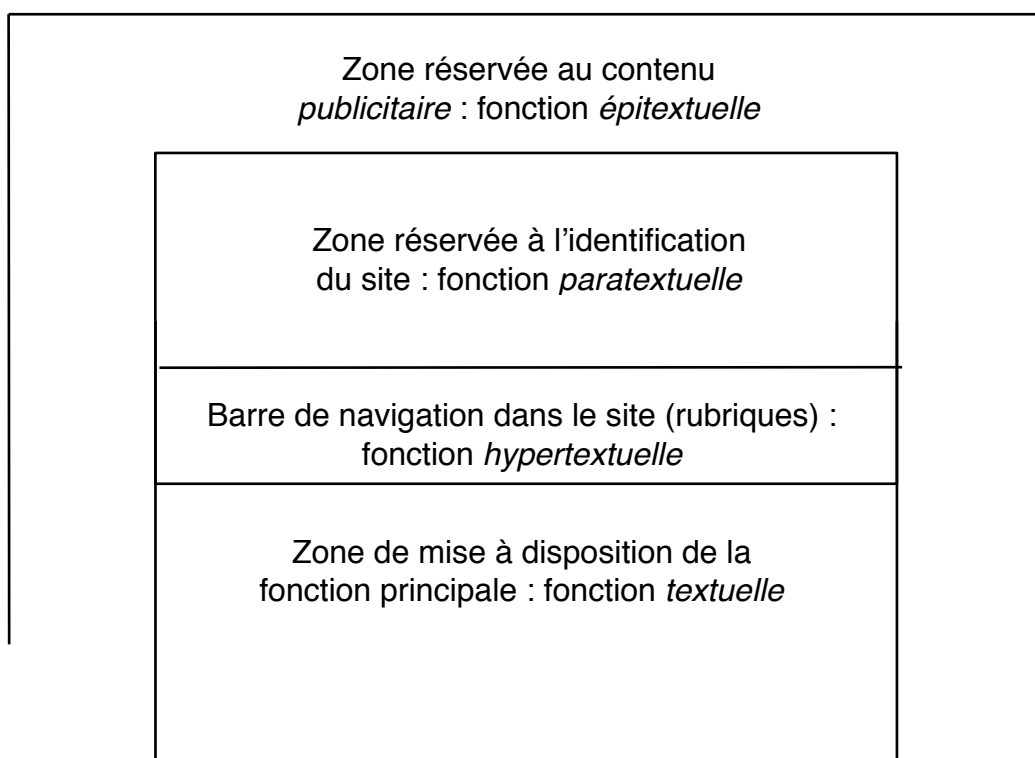 Zone réservée au contenu
publicitaire : fonction épitextuelle
Zone réservée à l’identification
du site : fonction paratextuelle
Barre de navigation dans le site (rubriques) :
fonction hypertextuelle
Zone de mise à disposition de la
fonction principale : fonction textuelle